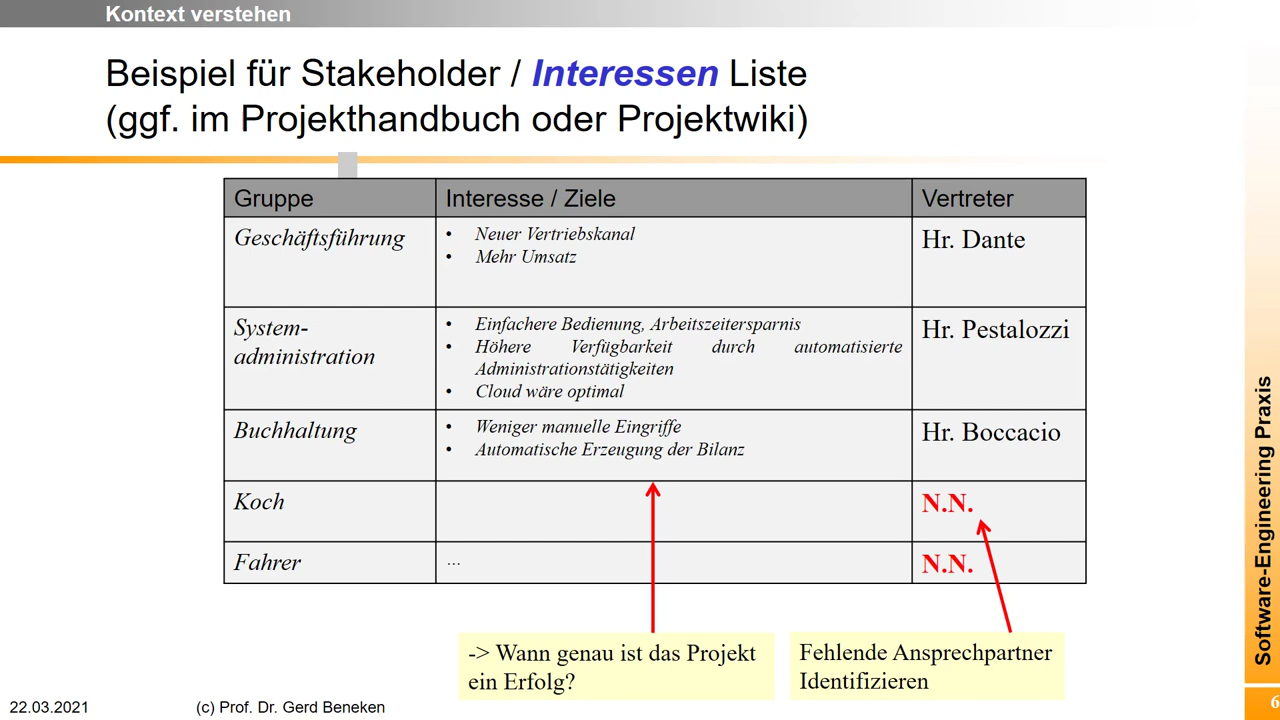 Kontext verstehen
Beispiel für Stakeholder / Interessen Liste
(ggf. im Projekthandbuch oder Projektwiki)
Gruppe
Interesse / Ziele
Vertreter
Geschäftsführung
• Neuer Vertriebskanal
• Mehr Umsatz
Hr. Dante
System-
administration
• Einfachere Bedienung, Arbeitszeitersparnis
• Höhere Verfügbarkeit durch automatisierte
Administrationstätigkeiten
• Cloud wäre optimal
Hr. Pestalozzi
Buchhaltung
• Weniger manuelle Eingriffe
• Automatische Erzeugung der Bilanz
Hr. Boccacio
Koch
N.N.
Fahrer
...
N.N.
-> Wann genau ist das Projekt
ein Erfolg?
Fehlende Ansprechpartner
Identifizieren
Software-Engineering Praxis
22.03.2021
(c) Prof. Dr. Gerd Beneken
6